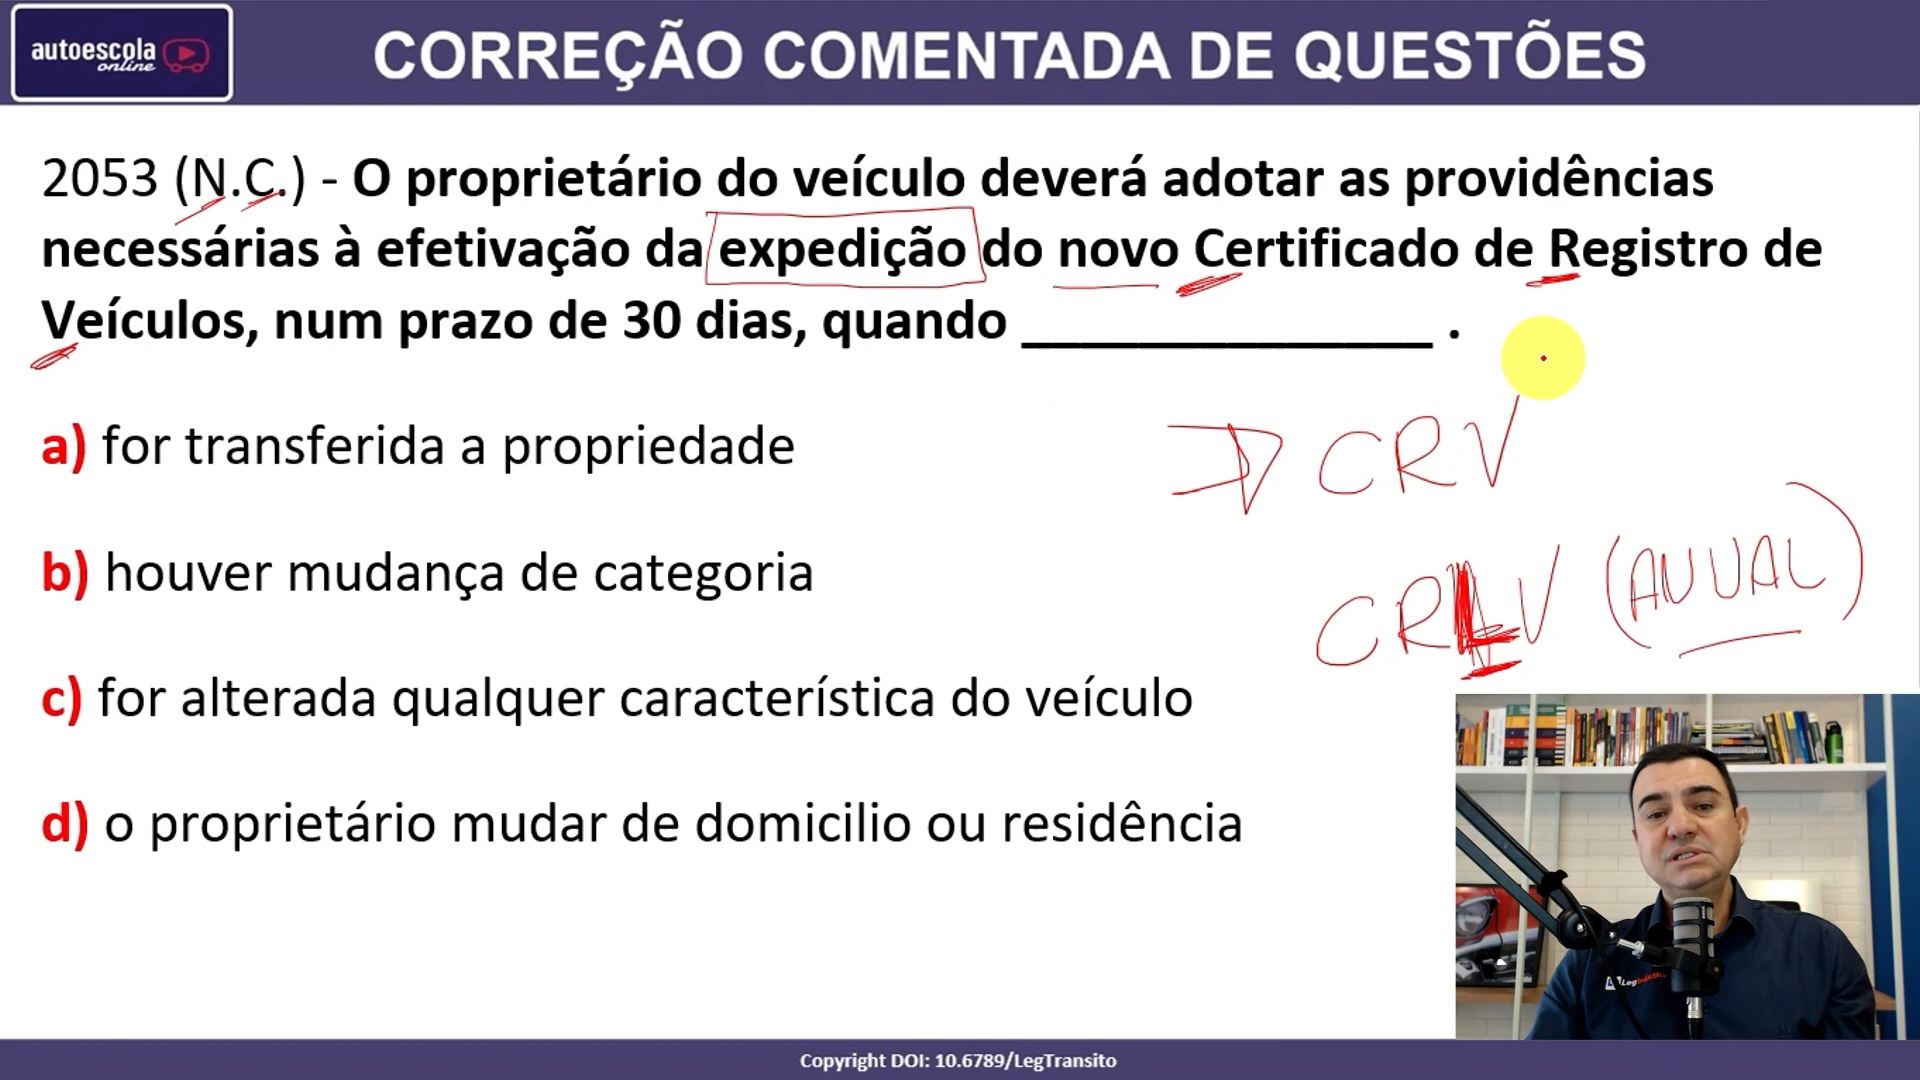 autoescola
online
CORREÇÃO COMENTADA DE QUESTÕES
2053 (N.C.) - O proprietário do veículo deverá adotar as providências
necessárias à efetivação da expedição do novo Certificado de Registro de
Veículos, num prazo de 30 dias, quando ______________ .
a) for transferida a propriedade
b) houver mudança de categoria
c) for alterada qualquer característica do veículo
d) o proprietário mudar de domicilio ou residência
CRV
CRLV (ANUAL)
Copyright DOI: 10.6789/LegTransito